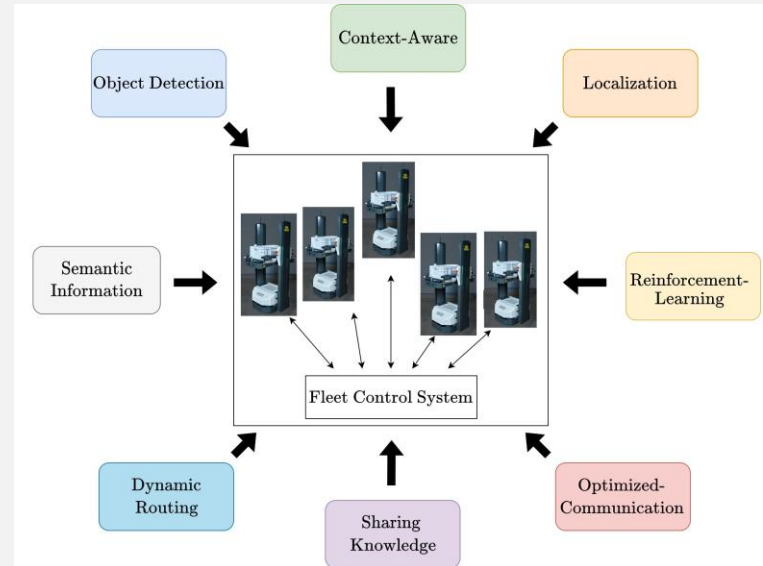 Context-Aware
Object Detection
Localization
Semantic
Information
Reinforcement-
Learning
Fleet Control System
Dynamic
Routing
Optimized-
Communication
Sharing
Knowledge